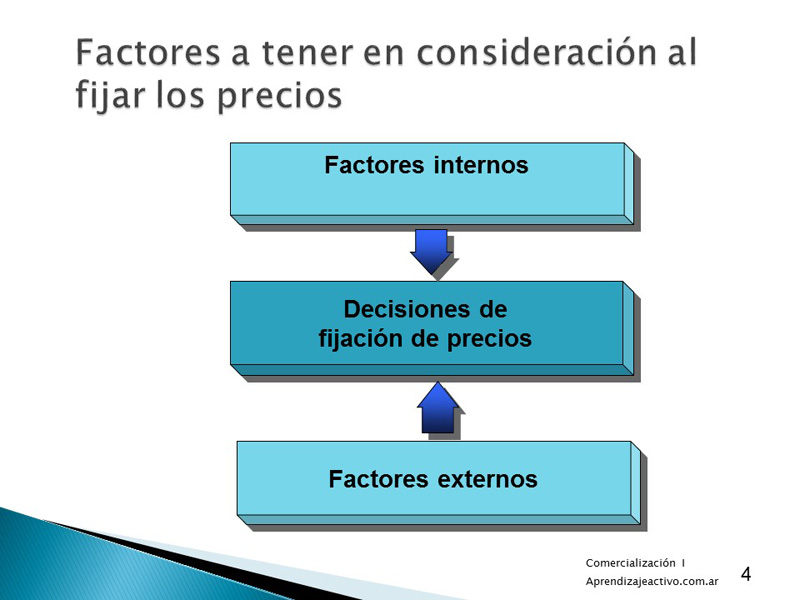 Factores a tener en consideración al
fijar los precios
Factores internos
Decisiones de
fijación de precios
Factores externos
Comercialización I
Aprendizajeactivo.com.ar
4